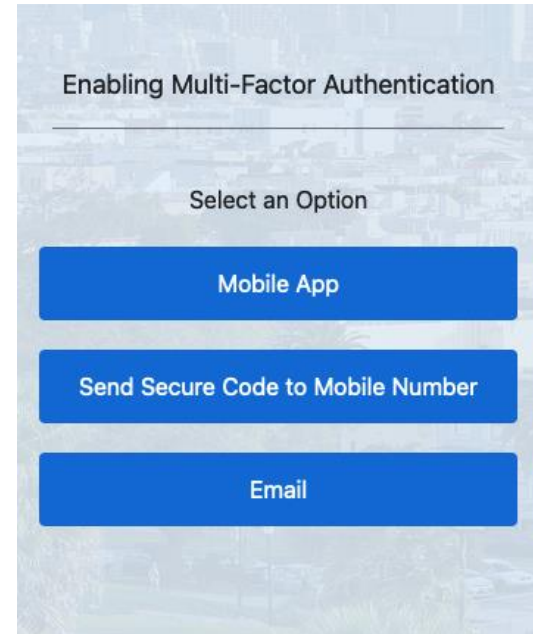 Enabling Multi-Factor Authentication
Select an Option
Mobile App
Send Secure Code to Mobile Number
Email